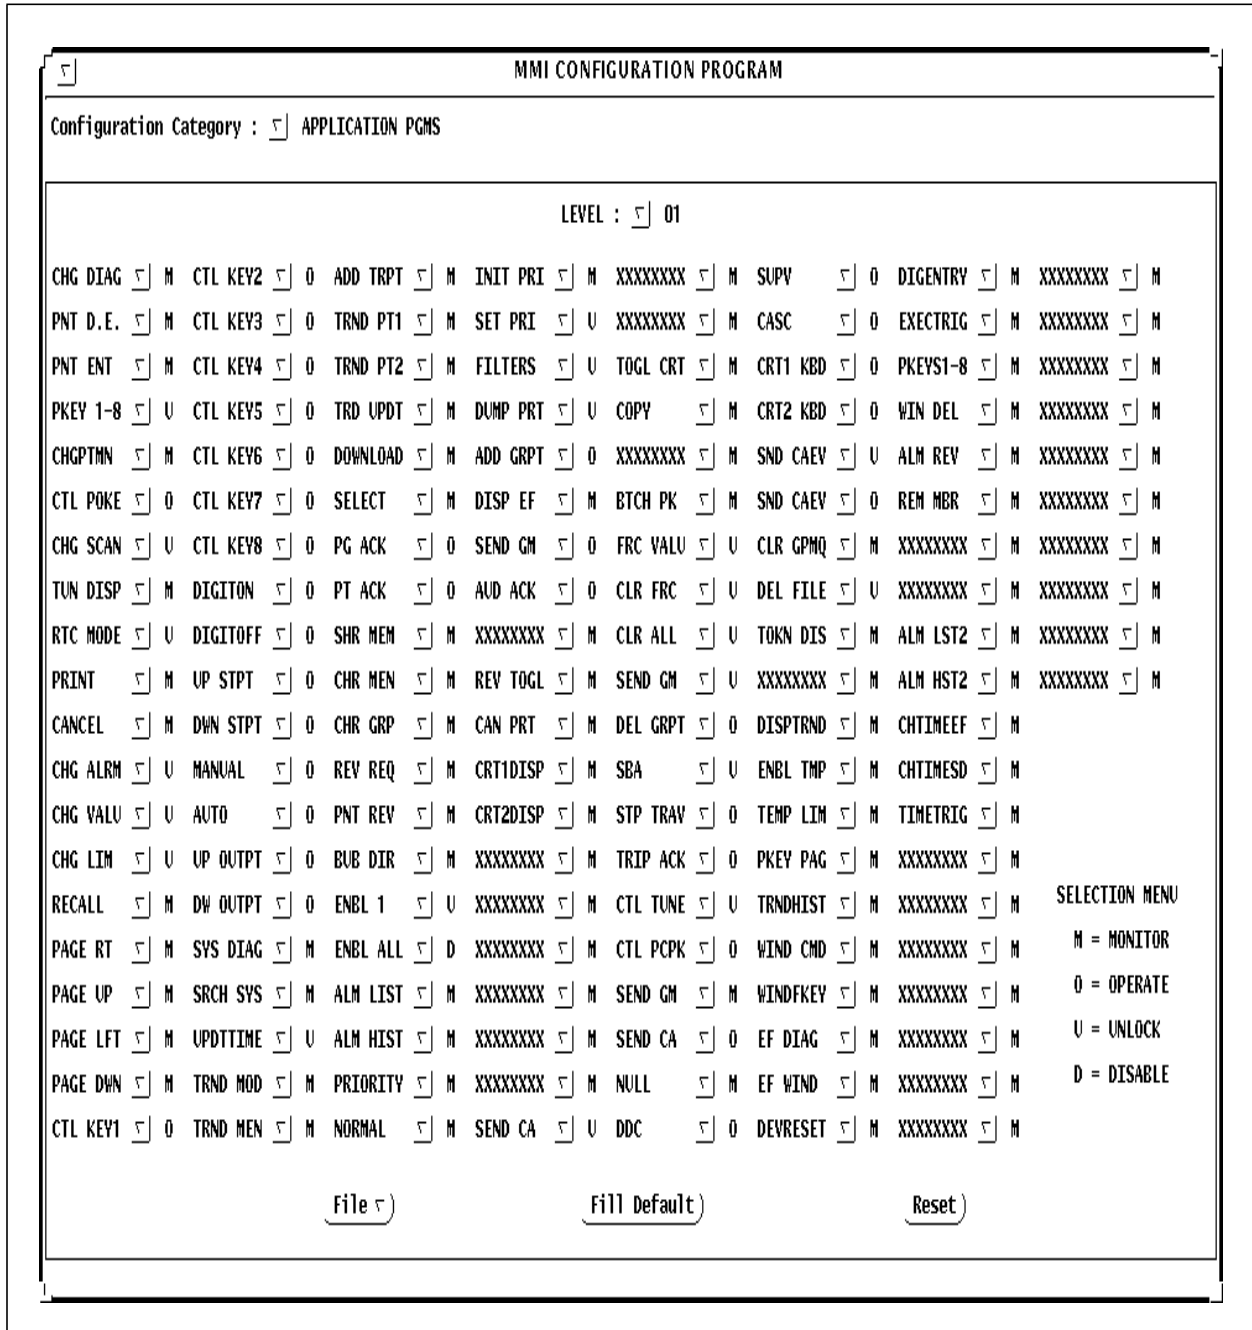 MMI CONFIGURATION PROGRAM
Configuration Category : APPLICATION PGMS
LEVEL : 01
CHG DIAG M CTL KEY2 O ADD TRPT M INIT PRI M XXXXXXXX M SUPV O DIGENTRY M XXXXXXXX M
PNT D.E. M CTL KEY3 O TRND PT1 M SET PRI U XXXXXXXX M CASC O EXECTRIG M XXXXXXXX M
PNT ENT M CTL KEY4 O TRND PT2 M FILTERS U TOGL CRT M CRT1 KBD O PKEYS1-8 M XXXXXXXX M
PKEY 1-8 U CTL KEY5 O TRD UPDT M DUMP PRT U COPY M CRT2 KBD O WIN DEL M XXXXXXXX M
CHGPTMN M CTL KEY6 O DOWNLOAD M ADD GRPT O XXXXXXXX M SND CAEV U ALM REV M XXXXXXXX M
CTL POKE O CTL KEY7 O SELECT M DISP EF M BTCH PK M SND CAEV O REM MBR M XXXXXXXX M
CHG SCAN U CTL KEY8 O PG ACK O SEND GM O FRC VALU U CLR GPMQ M XXXXXXXX M XXXXXXXX M
TUN DISP M DIGITON O PT ACK O AUD ACK O CLR FRC U DEL FILE U XXXXXXXX M XXXXXXXX M
RTC MODE U DIGITOFF O SHR MEM M XXXXXXXX M CLR ALL U TOKN DIS M ALM LST2 M XXXXXXXX M
PRINT M UP STPT O CHR MEN M REV TOGL M SEND GM U XXXXXXXX M ALM HST2 M XXXXXXXX M
CANCEL M DWN STPT O CHR GRP M CAN PRT M DEL GRPT O DISPTRND M CHTIMEEF M
CHG ALRM U MANUAL O REV REQ M CRT1DISP M SBA U ENBL TMP M CHTIMESD M
CHG VALU U AUTO O PNT REV M CRT2DISP M STP TRAV O TEMP LIM M TIMETRIG M
CHG LIM U UP OUTPT O BUB DIR M XXXXXXXX M TRIP ACK O PKEY PAG M XXXXXXXX M
RECALL M DW OUTPT O ENBL 1 U XXXXXXXX M CTL TUNE U TRNDHIST M XXXXXXXX M SELECTION MENU
PAGE RT M SYS DIAG M ENBL ALL D XXXXXXXX M CTL PCPK O WIND CMD M XXXXXXXX M M = MONITOR
PAGE UP M SRCH SYS M ALM LIST M XXXXXXXX M SEND GM M WINDFKEY M XXXXXXXX M O = OPERATE
PAGE LFT M UPDTTIME U ALM HIST M XXXXXXXX M SEND CA O EF DIAG M XXXXXXXX M U = UNLOCK
PAGE DWN M TRND MOD M PRIORITY M XXXXXXXX M NULL M EF WIND M XXXXXXXX M D = DISABLE
CTL KEY1 O TRND MEN M NORMAL M SEND CA U DDC O DEVRESET M XXXXXXXX M
File Fill Default Reset